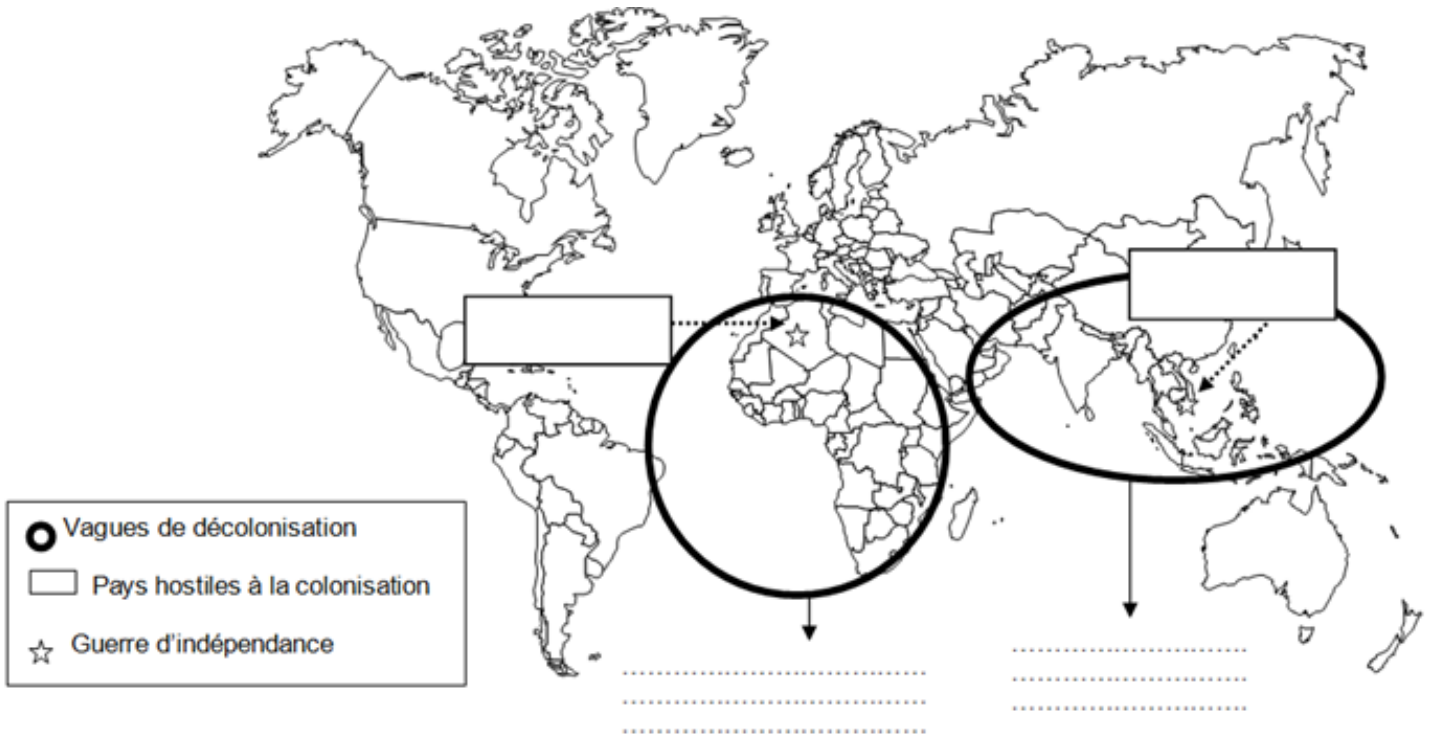 Vagues de décolonisation
Pays hostiles à la colonisation
Guerre d'indépendance